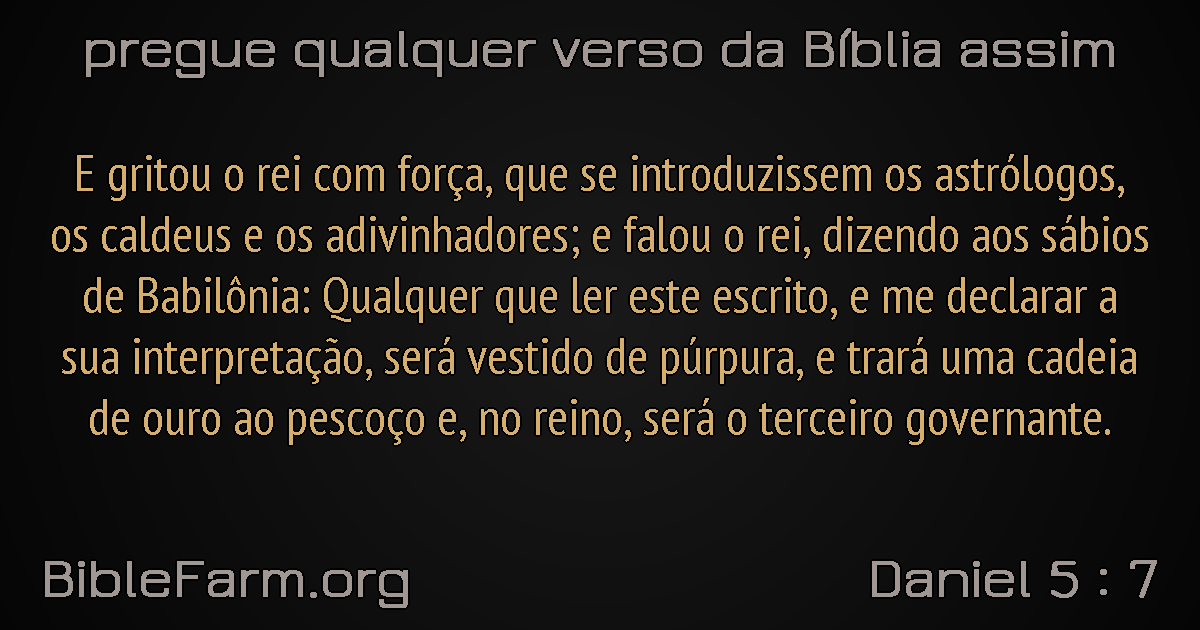 pregue qualquer verso da Bíblia assim
E gritou o rei com força, que se introduzissem os astrólogos,
os caldeus e os adivinhadores; e falou o rei, dizendo aos sábios
de Babilônia: Qualquer que ler este escrito, e me declarar a
sua interpretação, será vestido de púrpura, e trará uma cadeia
de ouro ao pescoço e, no reino, será o terceiro governante.
BibleFarm.org
Daniel 5 : 7